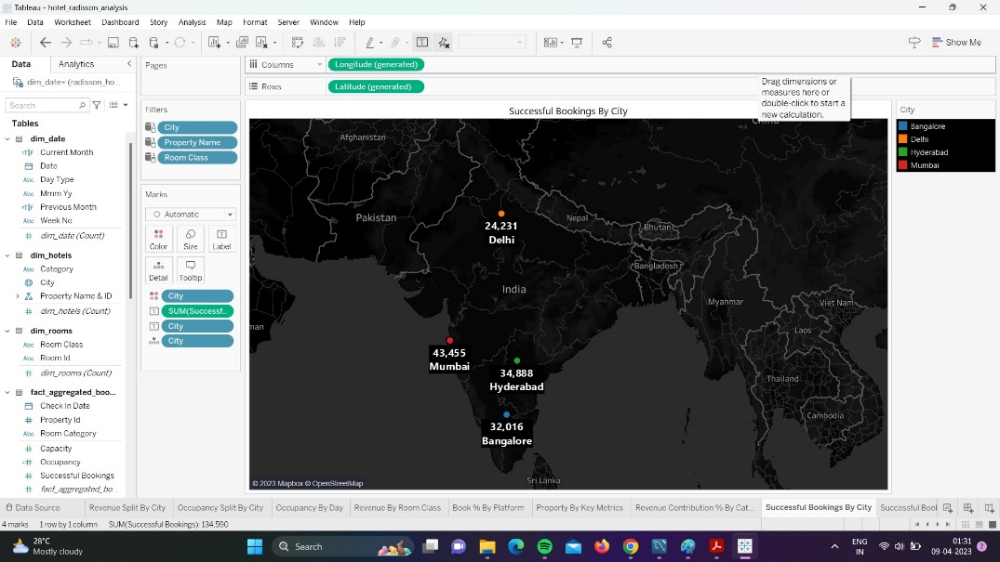 Tableau - hotel_radisson_analysis
File Data Worksheet Dashboard Story Analysis Map Format Server Window Help
Show Me
Data Analytics
dim_date+ (radisson_ho...
Search
Tables
dim_date
Current Month
Date
Abc Day Type
Abc Mmm Yy
Previous Month
Abc Week No
dim_date (Count)
dim_hotels
Abc Category
City
Property Name & ID
dim_hotels (Count)
dim_rooms
Abc Room Class
Abc Room Id
dim_rooms (Count)
fact_aggregated_boo...
Check In Date
Property Id
Abc Room Category
Capacity
Occupancy
Successful Bookings
fact_aggregated_bo...
Pages
Filters
City
Property Name
Room Class
Marks
Automatic
Color Size Label
Detail Tooltip
City
SUM(Successf..
City
City
Columns Longitude (generated)
Rows Latitude (generated)
Drag dimensions or
measures here or
double-click to start a
new calculation.
Successful Bookings By City
China
Afghanistan
Pakistan
Nepal
Bhutan
24,231
Delhi
Bangladesh
India
Myanmar
Viet Nam
Laos
man
43,455
Mumbai
34,888
Hyderabad
Thailand
Cambodia
32,016
Bangalore
Sri Lanka
© 2023 Mapbox © OpenStreetMap
City
Bangalore
Delhi
Hyderabad
Mumbai
Data Source Revenue Split By City Occupancy Split By City Occupancy By Day Revenue By Room Class Book % By Platform Property By Key Metrics Revenue Contribution % By Cat... Successful Bookings By City Successful Bool
4 marks 1 row by 1 column SUM(Successful Bookings): 134,590
28°C
Mostly cloudy
Search
ENG
IN
01:31
09-04-2023
2